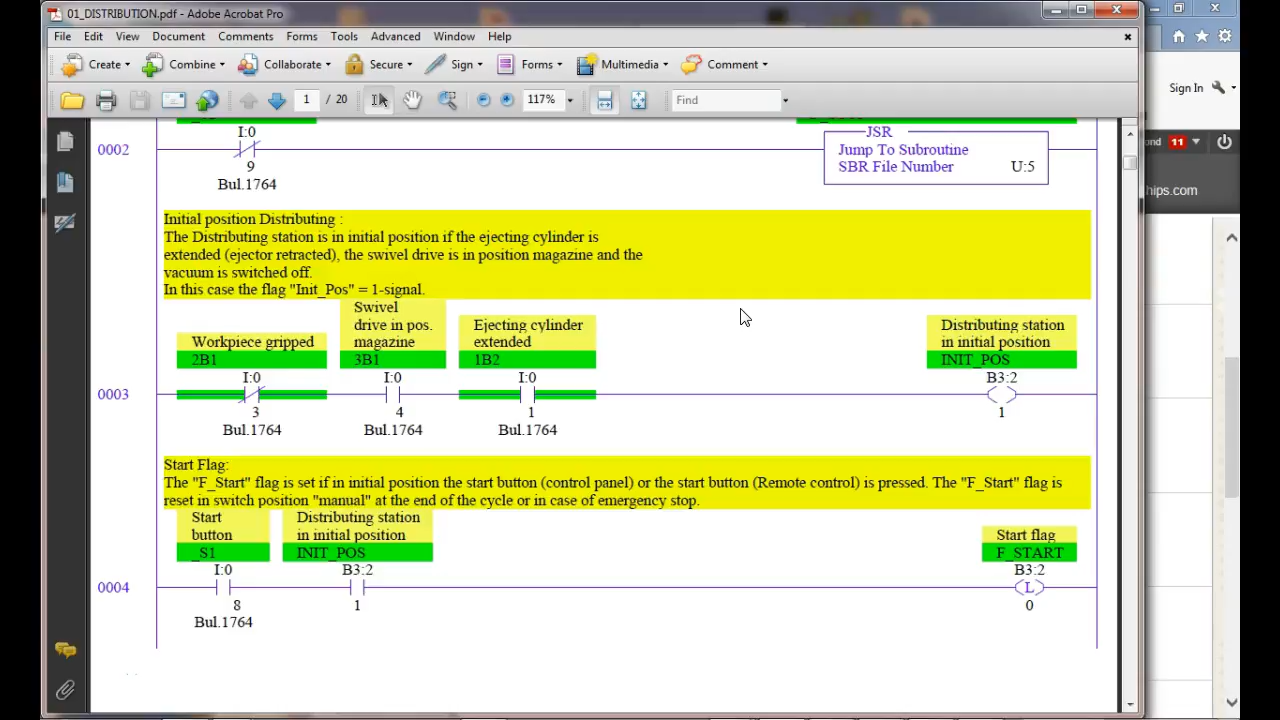 01_DISTRIBUTION.pdf - Adobe Acrobat Pro
File Edit View Document Comments Forms Tools Advanced Window Help
Create Combine Collaborate Secure Sign Forms Multimedia Comment
1 / 20 117% Find
Sign In
11
hips.com
I:0
0002
9
Bul.1764
JSR
Jump To Subroutine
SBR File Number U:5
Initial position Distributing :
The Distributing station is in initial position if the ejecting cylinder is
extended (ejector retracted), the swivel drive is in position magazine and the
vacuum is switched off.
In this case the flag "Init_Pos" = 1-signal.
Workpiece gripped
2B1
I:0
3
Bul.1764
Swivel
drive in pos.
magazine
3B1
I:0
4
Bul.1764
Ejecting cylinder
extended
1B2
I:0
1
Bul.1764
Distributing station
in initial position
INIT_POS
B3:2
1
0003
Start Flag:
The "F_Start" flag is set if in initial position the start button (control panel) or the start button (Remote control) is pressed. The "F_Start" flag is
reset in switch position "manual" at the end of the cycle or in case of emergency stop.
Start
button
_S1
I:0
8
Bul.1764
Distributing station
in initial position
INIT_POS
B3:2
1
Start flag
F_START
B3:2
L
0
0004